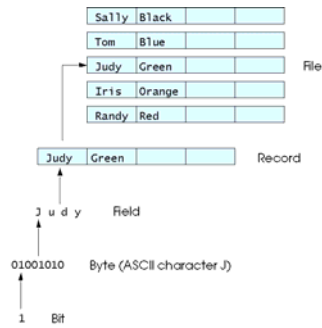 Sally Black
Tom Blue
Judy Green File
Iris Orange
Randy Red
Judy Green Record
J u d y Field
01001010 Byte (ASCII character J)
1 Bit